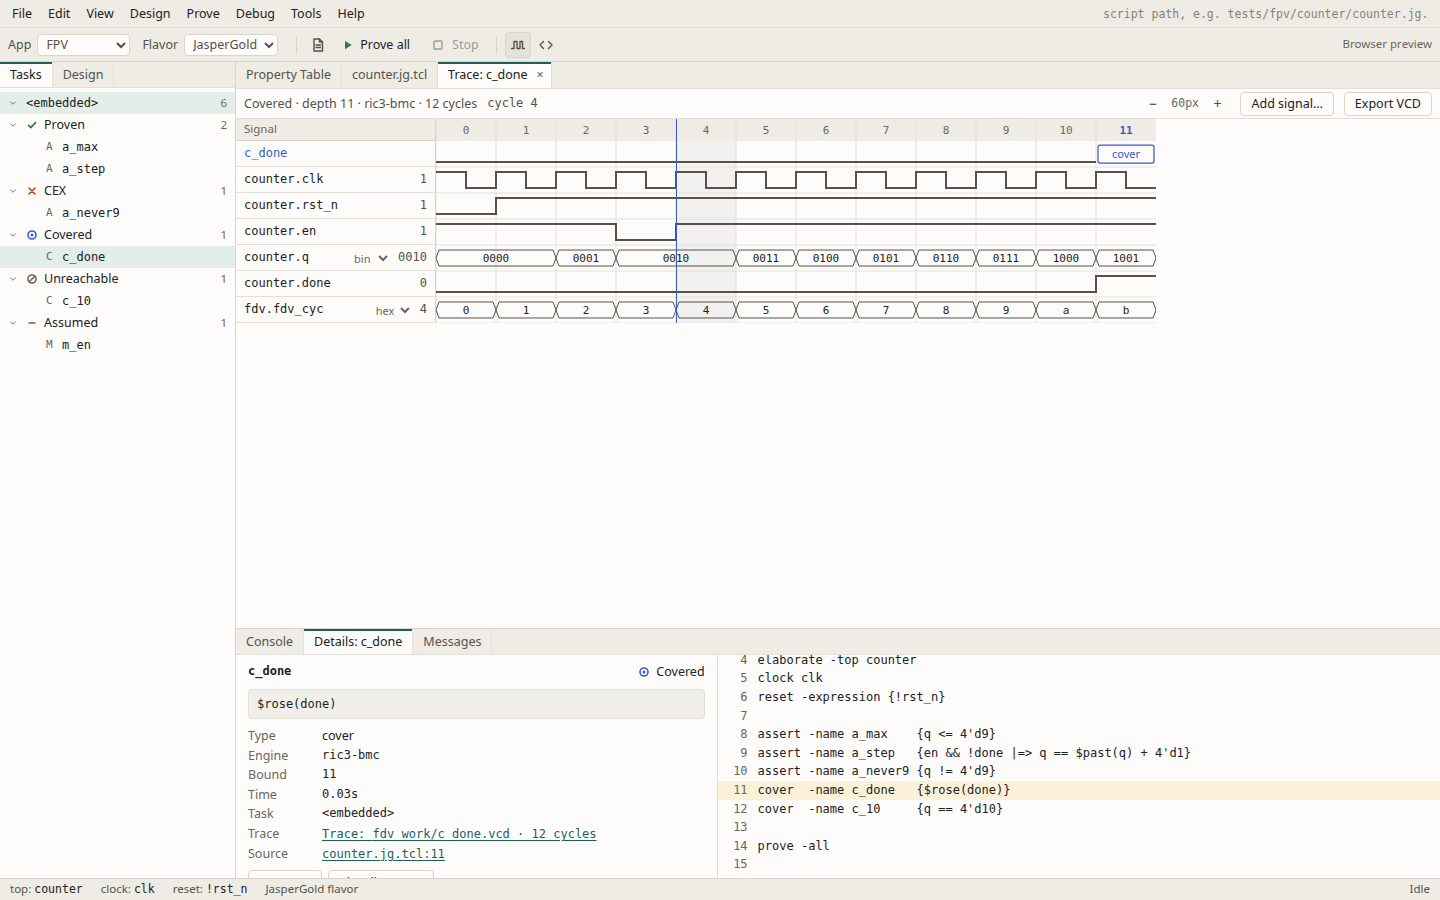 File Edit View Design Prove Debug Tools Help script path, e.g. tests/fpv/counter/counter.jg.
App FPV Flavor JasperGold Prove all Stop Browser preview
Tasks Design
<embedded> 6
Proven 2
A a_max
A a_step
CEX 1
A a_never9
Covered 1
C c_done
Unreachable 1
C c_10
Assumed 1
M m_en
Property Table counter.jg.tcl Trace: c_done ×
Covered · depth 11 · ric3-bmc · 12 cycles cycle 4 − 60px + Add signal... Export VCD
Signal 0 1 2 3 4 5 6 7 8 9 10 11
c_done cover
counter.clk 1
counter.rst_n 1
counter.en 1
counter.q bin 0010 0000 0001 0010 0011 0100 0101 0110 0111 1000 1001
counter.done 0
fdv.fdv_cyc hex 4 0 1 2 3 4 5 6 7 8 9 a b
Console Details: c_done Messages
c_done Covered
$rose(done)
Type cover
Engine ric3-bmc
Bound 11
Time 0.03s
Task <embedded>
Trace Trace: fdv_work/c_done.vcd · 12 cycles
Source counter.jg.tcl:11
4 elaborate -top counter
5 clock clk
6 reset -expression {!rst_n}
7
8 assert -name a_max {q <= 4'd9}
9 assert -name a_step {en && !done |=> q == $past(q) + 4'd1}
10 assert -name a_never9 {q != 4'd9}
11 cover -name c_done {$rose(done)}
12 cover -name c_10 {q == 4'd10}
13
14 prove -all
15
top: counter clock: clk reset: !rst_n JasperGold flavor Idle